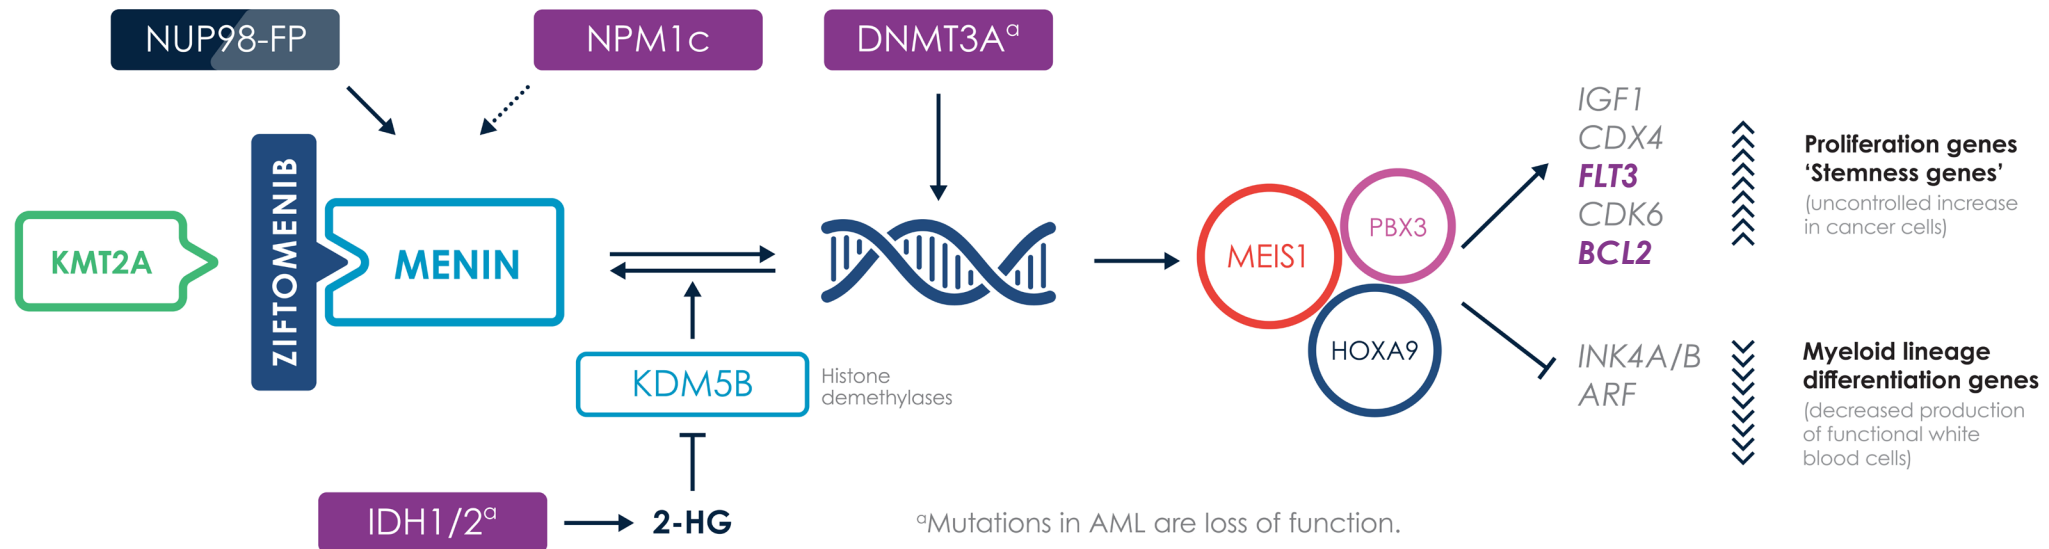 NUP98-FP
NPM1c
DNMT3Aᵃ
KMT2A
ZIFTOMENIB
MENIN
KDM5B
Histone
demethylases
IDH1/2ᵃ
2-HG
MEIS1
PBX3
HOXA9
IGF1
CDX4
FLT3
CDK6
BCL2
Proliferation genes
‘Stemness genes’
(uncontrolled increase
in cancer cells)
INK4A/B
ARF
Myeloid lineage
differentiation genes
(decreased production
of functional white
blood cells)
ᵃMutations in AML are loss of function.